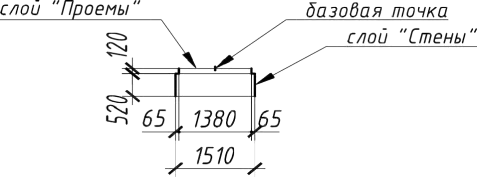 слой "Проемы"
базовая точка
слой "Стены"
120
520
65 1380 65
1510